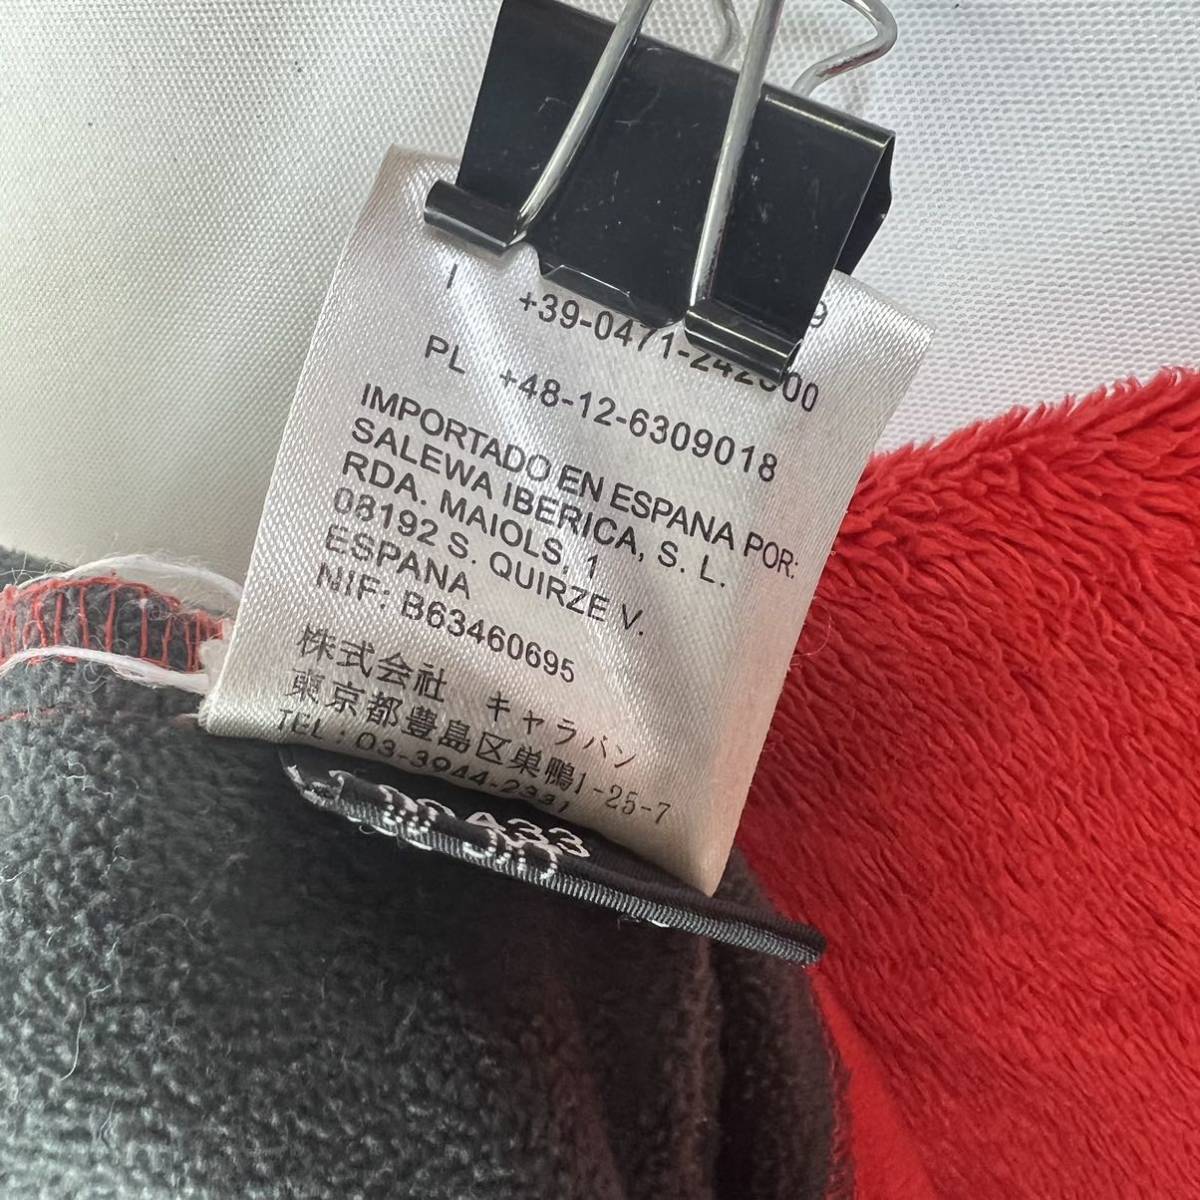 I +39-0471-242900
PL +48-12-6309018
IMPORTADO EN ESPANA POR:
SALEWA IBERICA, S. L.
RDA. MAIOLS, 1
08192 S. QUIRZE V.
ESPANA
NIF: B63460695
株式会社 キャラバン
東京都豊島区巣鴨1-25-7
TEL : 03-3944-2331